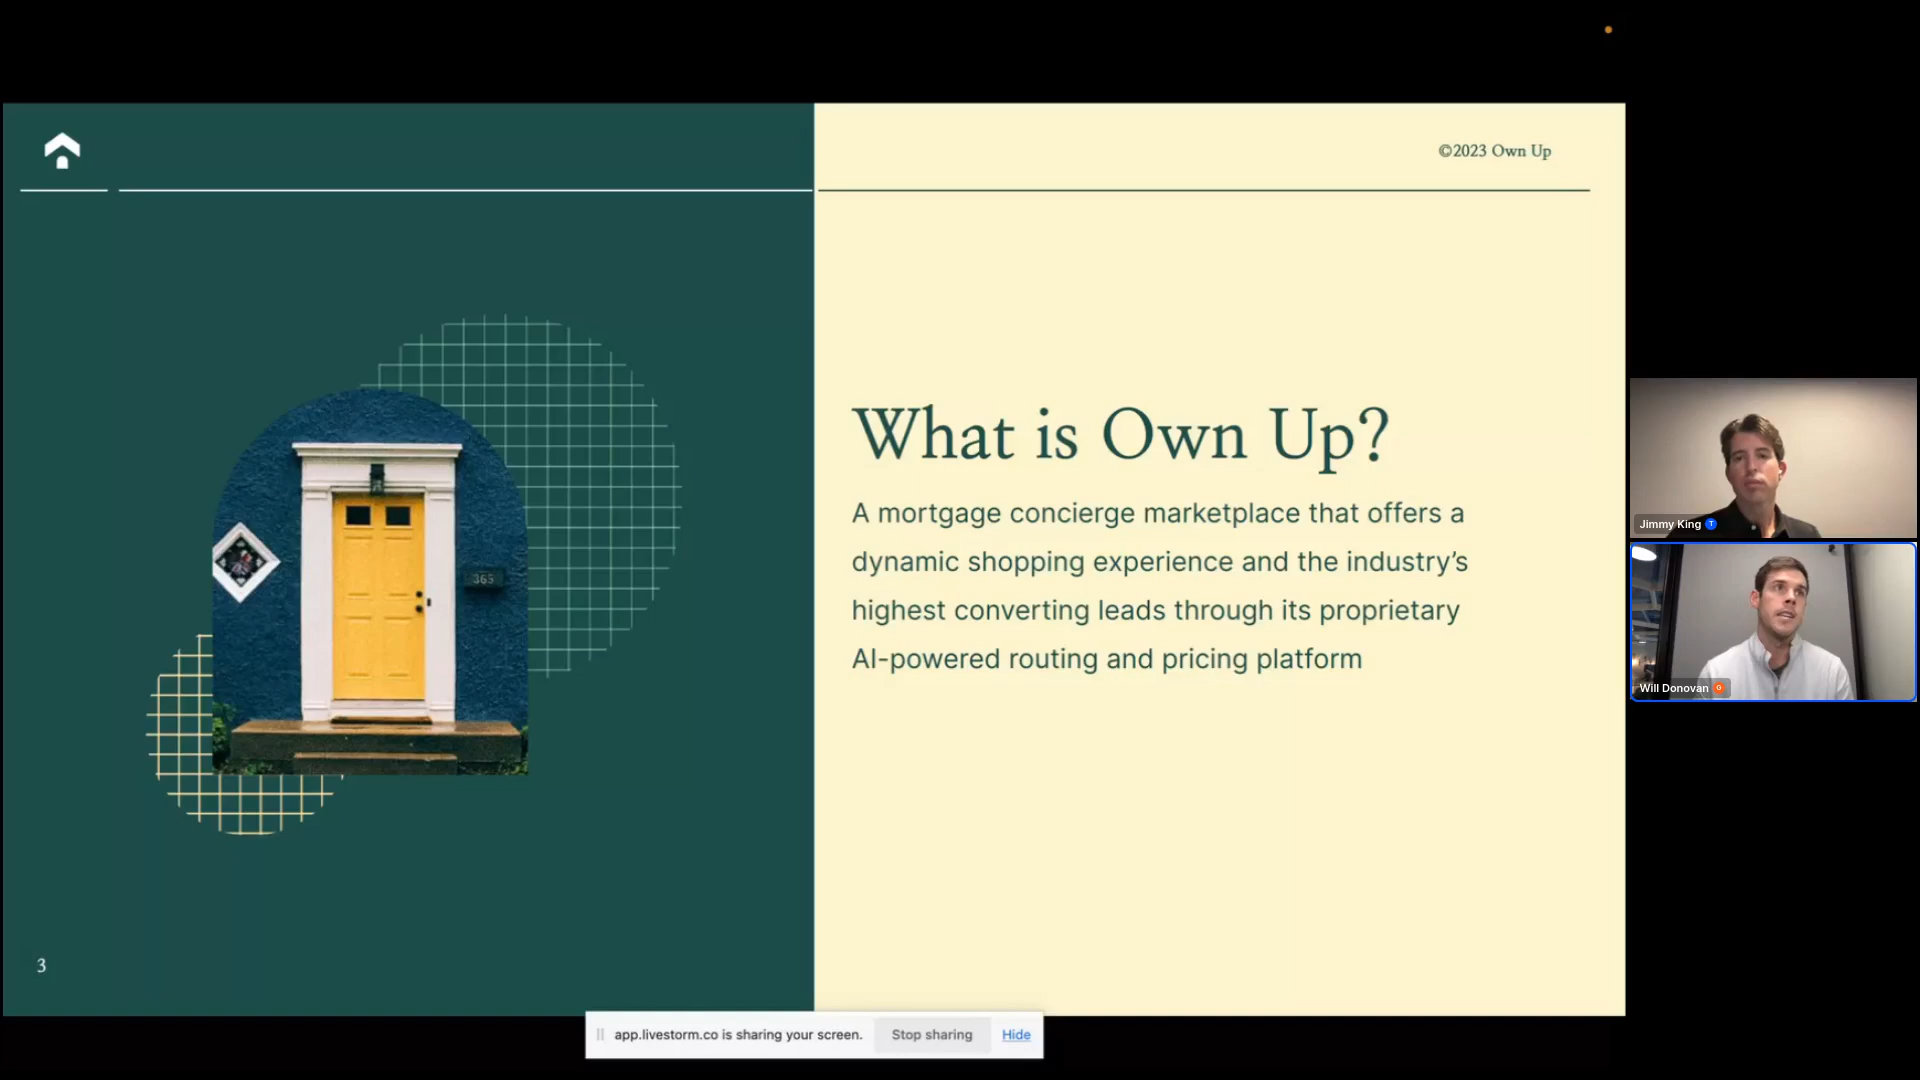 ©2023 Own Up
365
What is Own Up?
A mortgage concierge marketplace that offers a
dynamic shopping experience and the industry’s
highest converting leads through its proprietary
AI-powered routing and pricing platform
3
Jimmy King T
Will Donovan G
app.livestorm.co is sharing your screen. Stop sharing Hide